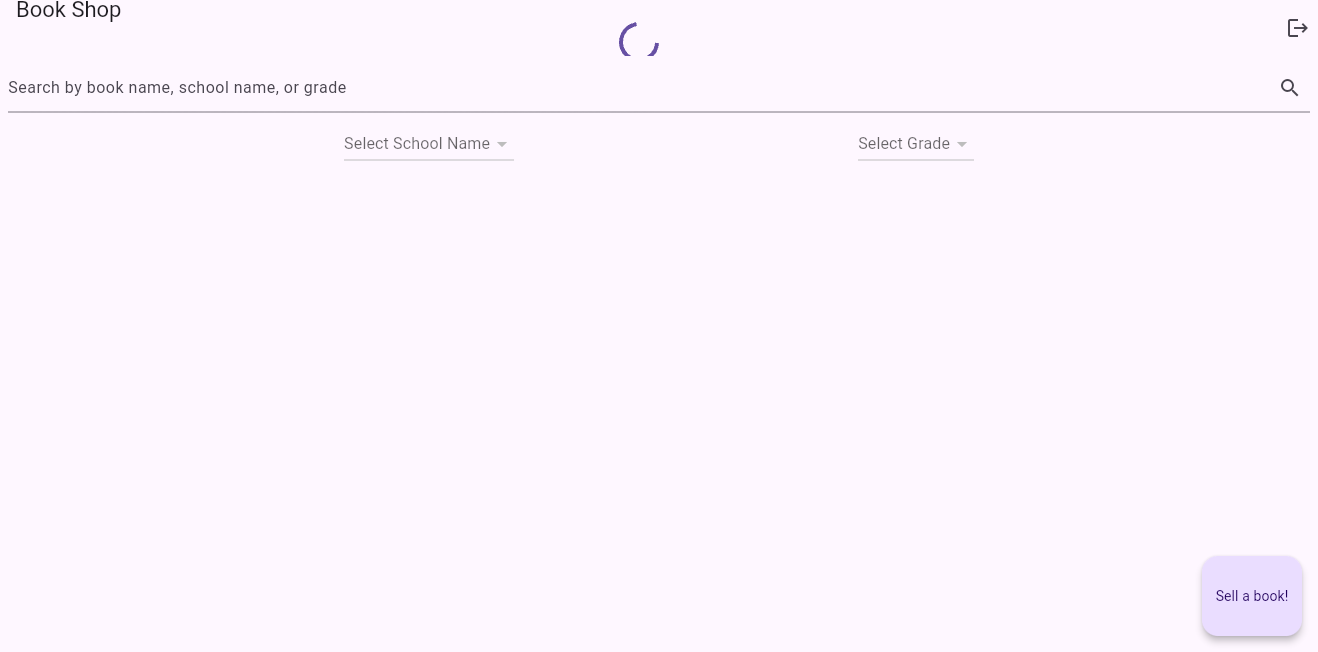 Book Shop
Search by book name, school name, or grade
Select School Name
Select Grade
Sell a book!